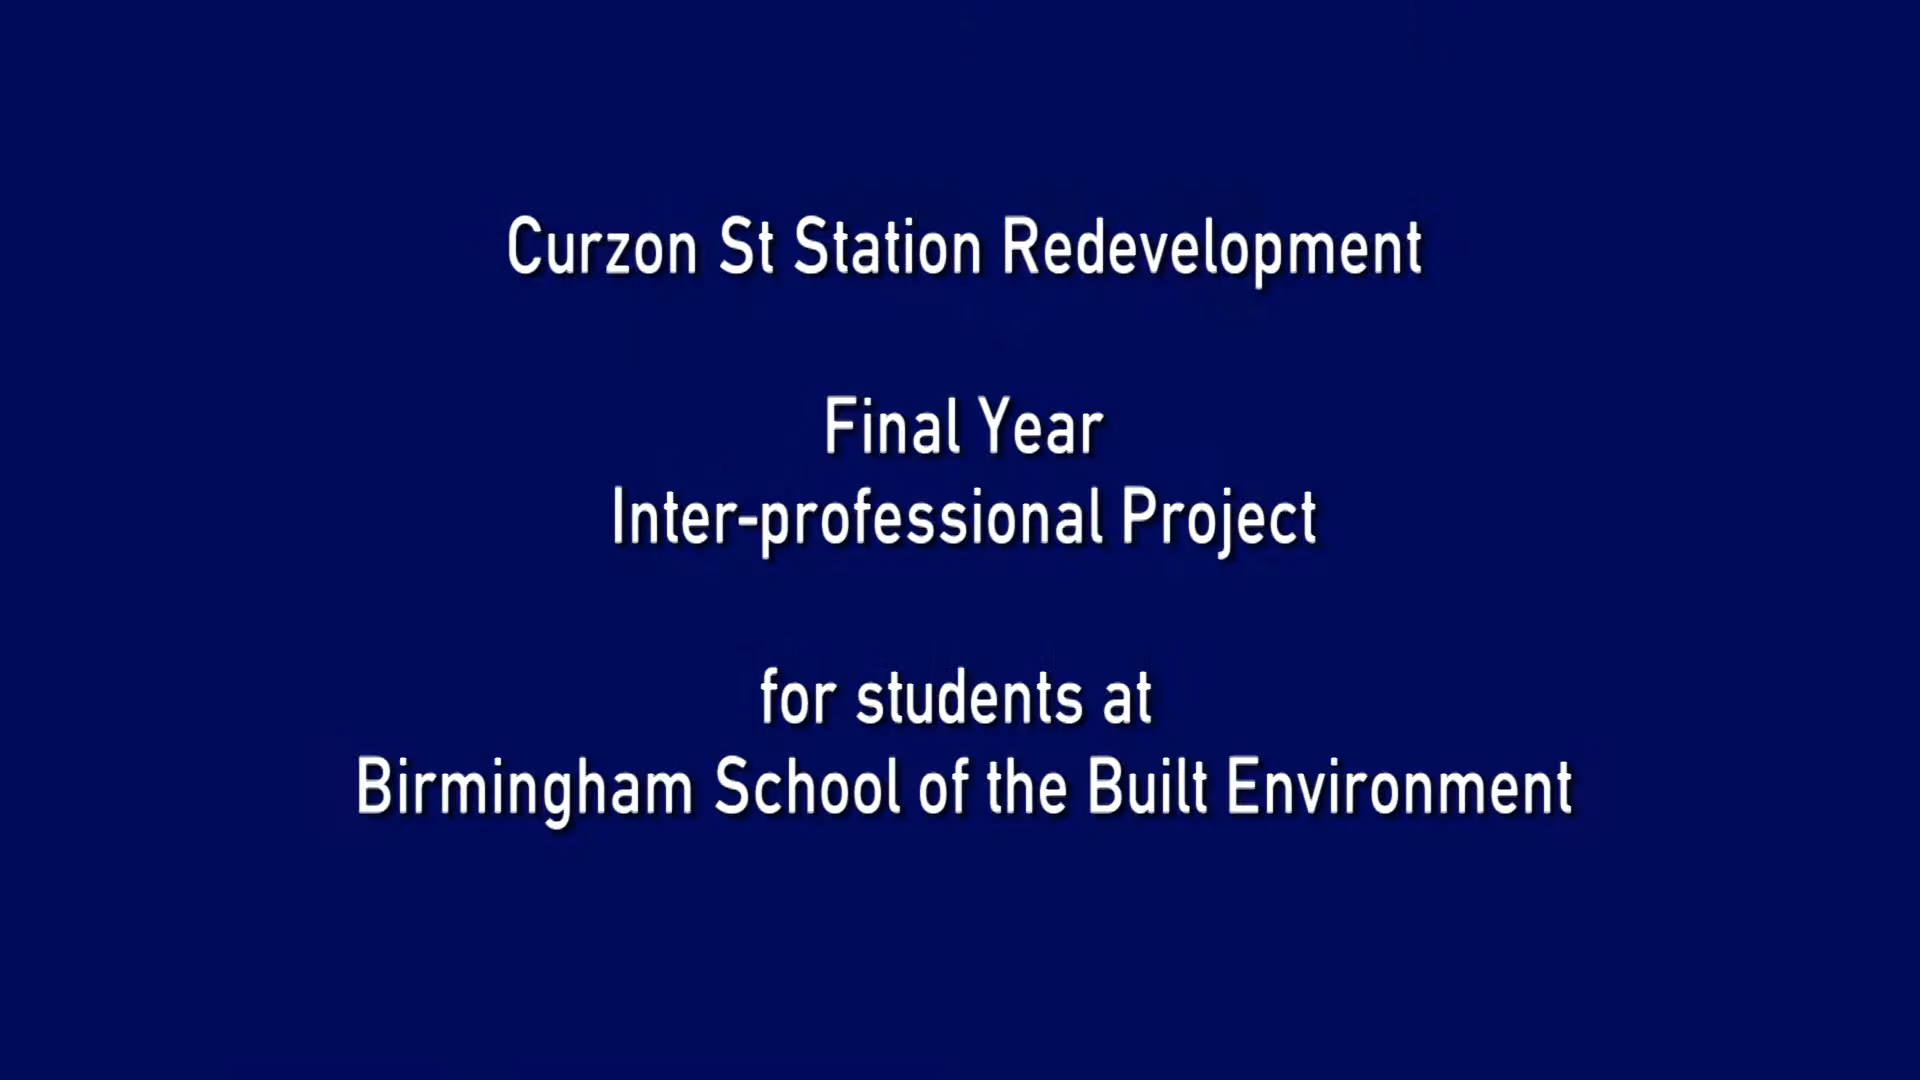 Curzon St Station Redevelopment
Final Year
Inter-professional Project
for students at
Birmingham School of the Built Environment